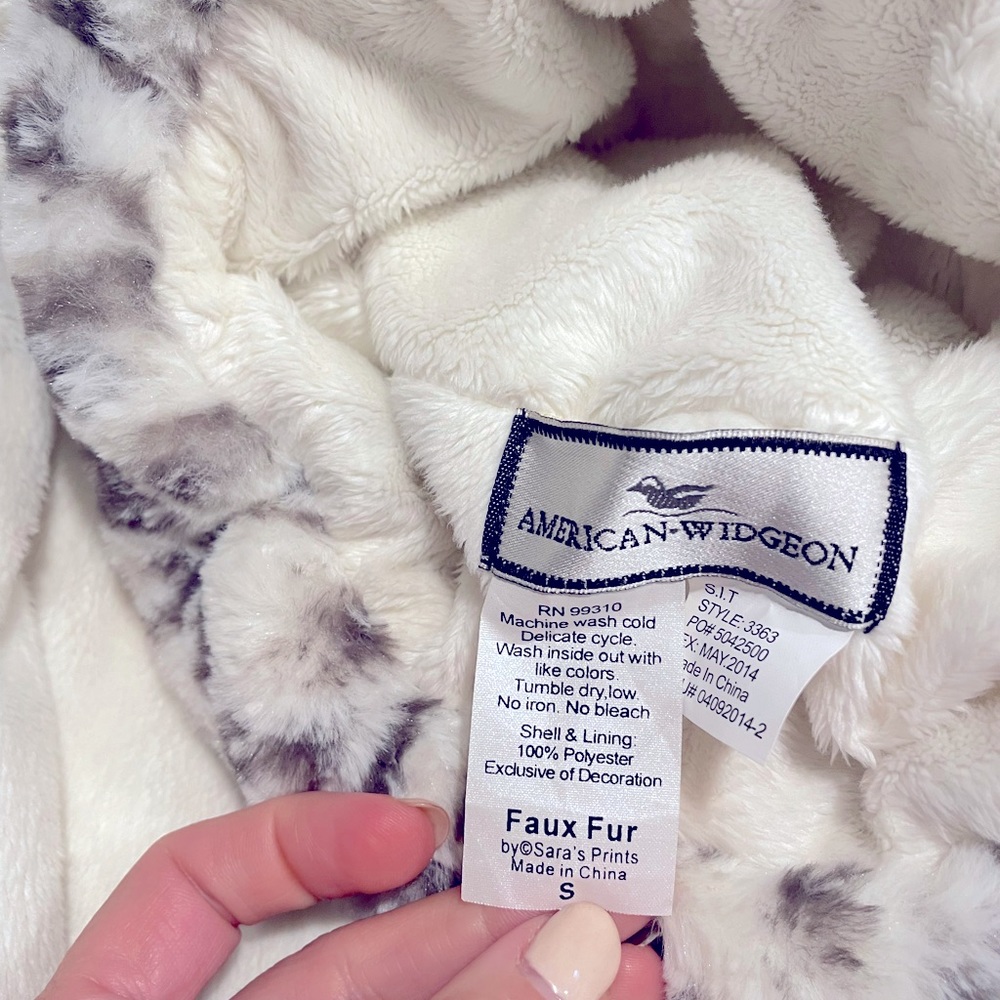 AMERICAN-WIDGEON
RN 99310
Machine wash cold
Delicate cycle.
Wash inside out with
like colors.
Tumble dry,low.
No iron. No bleach
Shell & Lining:
100% Polyester
Exclusive of Decoration
Faux Fur
by©Sara's Prints
Made in China
S
S.I.T
STYLE:3363
PO# 5042500
X: MAY.2014
ade In China
U# 04092014-2